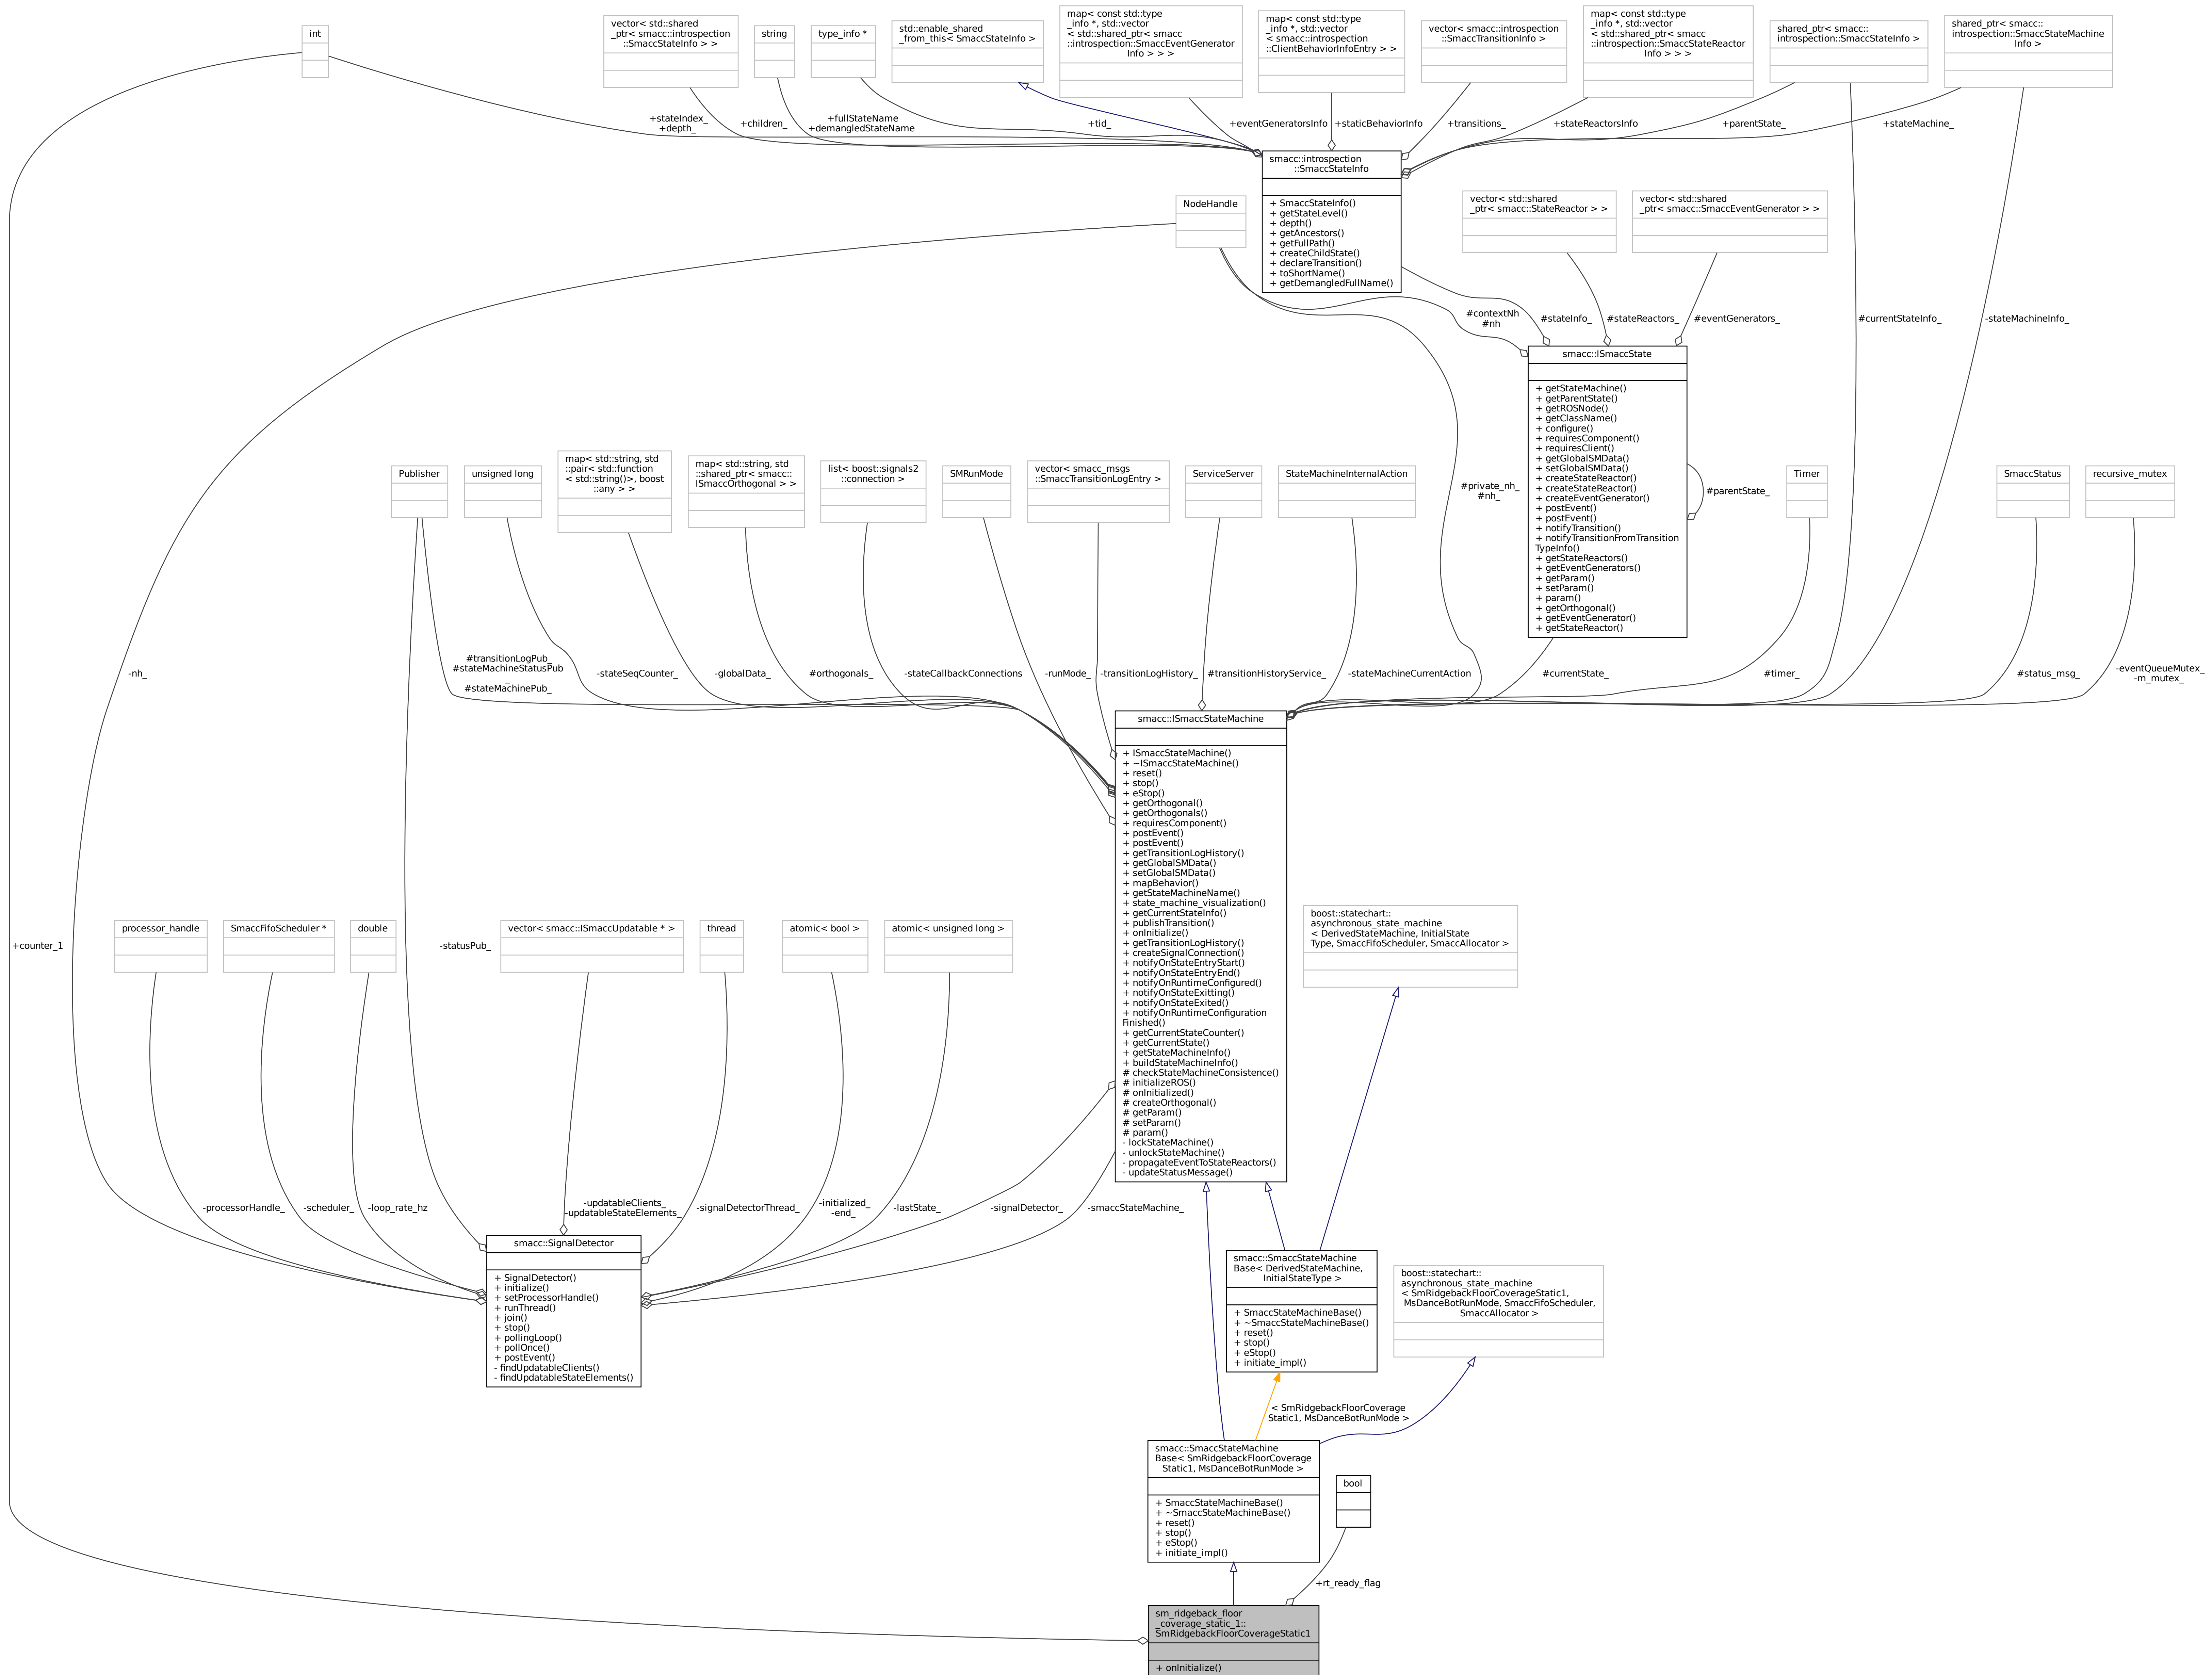 int
vector< std::shared
_ptr< smacc::introspection
::SmaccStateInfo > >
string
type_info *
std::enable_shared
_from_this< SmaccStateInfo >
map< const std::type
_info *, std::vector
< std::shared_ptr< smacc
::introspection::SmaccEventGenerator
Info > > >
map< const std::type
_info *, std::vector
< smacc::introspection
::ClientBehaviorInfoEntry > >
vector< smacc::introspection
::SmaccTransitionInfo >
map< const std::type
_info *, std::vector
< std::shared_ptr< smacc
::introspection::SmaccStateReactor
Info > > >
shared_ptr< smacc::
introspection::SmaccStateInfo >
shared_ptr< smacc::
introspection::SmaccStateMachine
Info >
+stateIndex_
+depth_
+children_
+fullStateName
+demangledStateName
+tid_
+eventGeneratorsInfo
+staticBehaviorInfo
+transitions_
+stateReactorsInfo
+parentState_
+stateMachine_
smacc::introspection
::SmaccStateInfo
+ SmaccStateInfo()
+ getStateLevel()
+ depth()
+ getAncestors()
+ getFullPath()
+ createChildState()
+ declareTransition()
+ toShortName()
+ getDemangledFullName()
NodeHandle
vector< std::shared
_ptr< smacc::StateReactor > >
vector< std::shared
_ptr< smacc::SmaccEventGenerator > >
#contextNh
#nh
#stateInfo_
#stateReactors_
#eventGenerators_
#currentStateInfo_
-stateMachineInfo_
smacc::ISmaccState
+ getStateMachine()
+ getParentState()
+ getROSNode()
+ getClassName()
+ configure()
+ requiresComponent()
+ requiresClient()
+ getGlobalSMData()
+ setGlobalSMData()
+ createStateReactor()
+ createStateReactor()
+ createEventGenerator()
+ postEvent()
+ postEvent()
+ notifyTransition()
+ notifyTransitionFromTransition
TypeInfo()
+ getStateReactors()
+ getEventGenerators()
+ getParam()
+ setParam()
+ param()
+ getOrthogonal()
+ getEventGenerator()
+ getStateReactor()
#parentState_
Publisher
unsigned long
map< std::string, std
::pair< std::function
< std::string()>, boost
::any > >
map< std::string, std
::shared_ptr< smacc::
ISmaccOrthogonal > >
list< boost::signals2
::connection >
SMRunMode
vector< smacc_msgs
::SmaccTransitionLogEntry >
ServiceServer
StateMachineInternalAction
#private_nh_
#nh_
Timer
SmaccStatus
recursive_mutex
-nh_
#transitionLogPub_
#stateMachineStatusPub
_
#stateMachinePub_
-stateSeqCounter_
-globalData_
#orthogonals_
-stateCallbackConnections
-runMode_
-transitionLogHistory_
#transitionHistoryService_
-stateMachineCurrentAction
#currentState_
#timer_
#status_msg_
-eventQueueMutex_
-m_mutex_
smacc::ISmaccStateMachine
+ ISmaccStateMachine()
+ ~ISmaccStateMachine()
+ reset()
+ stop()
+ eStop()
+ getOrthogonal()
+ getOrthogonals()
+ requiresComponent()
+ postEvent()
+ postEvent()
+ getTransitionLogHistory()
+ getGlobalSMData()
+ setGlobalSMData()
+ mapBehavior()
+ getStateMachineName()
+ state_machine_visualization()
+ getCurrentStateInfo()
+ publishTransition()
+ onInitialize()
+ getTransitionLogHistory()
+ createSignalConnection()
+ notifyOnStateEntryStart()
+ notifyOnStateEntryEnd()
+ notifyOnRuntimeConfigured()
+ notifyOnStateExitting()
+ notifyOnStateExited()
+ notifyOnRuntimeConfiguration
Finished()
+ getCurrentStateCounter()
+ getCurrentState()
+ getStateMachineInfo()
+ buildStateMachineInfo()
# checkStateMachineConsistence()
# initializeROS()
# onInitialized()
# createOrthogonal()
# getParam()
# setParam()
# param()
- lockStateMachine()
- unlockStateMachine()
- propagateEventToStateReactors()
- updateStatusMessage()
processor_handle
SmaccFifoScheduler *
double
vector< smacc::ISmaccUpdatable * >
thread
atomic< bool >
atomic< unsigned long >
boost::statechart::
asynchronous_state_machine
< DerivedStateMachine, InitialState
Type, SmaccFifoScheduler, SmaccAllocator >
+counter_1
-statusPub_
-processorHandle_
-scheduler_
-loop_rate_hz
-updatableClients_
-updatableStateElements_
-signalDetectorThread_
-initialized_
-end_
-lastState_
-signalDetector_
-smaccStateMachine_
smacc::SignalDetector
+ SignalDetector()
+ initialize()
+ setProcessorHandle()
+ runThread()
+ join()
+ stop()
+ pollingLoop()
+ pollOnce()
+ postEvent()
- findUpdatableClients()
- findUpdatableStateElements()
smacc::SmaccStateMachine
Base< DerivedStateMachine,
InitialStateType >
+ SmaccStateMachineBase()
+ ~SmaccStateMachineBase()
+ reset()
+ stop()
+ eStop()
+ initiate_impl()
boost::statechart::
asynchronous_state_machine
< SmRidgebackFloorCoverageStatic1,
MsDanceBotRunMode, SmaccFifoScheduler,
SmaccAllocator >
< SmRidgebackFloorCoverage
Static1, MsDanceBotRunMode >
smacc::SmaccStateMachine
Base< SmRidgebackFloorCoverage
Static1, MsDanceBotRunMode >
+ SmaccStateMachineBase()
+ ~SmaccStateMachineBase()
+ reset()
+ stop()
+ eStop()
+ initiate_impl()
bool
+rt_ready_flag
sm_ridgeback_floor
_coverage_static_1::
SmRidgebackFloorCoverageStatic1
+ onInitialize()